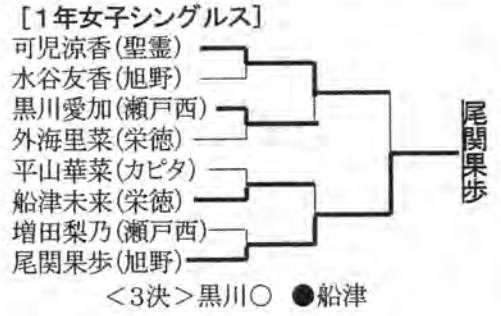 ［1年女子シングルス］
可児涼香（聖霊）
水谷友香（旭野）
黒川愛加（瀬戸西）
外海里菜（栄徳）
平山華菜（カピタ）
船津未来（栄徳）
増田梨乃（瀬戸西）
尾関果歩（旭野）
尾関果歩
＜3決＞黒川○ ●船津